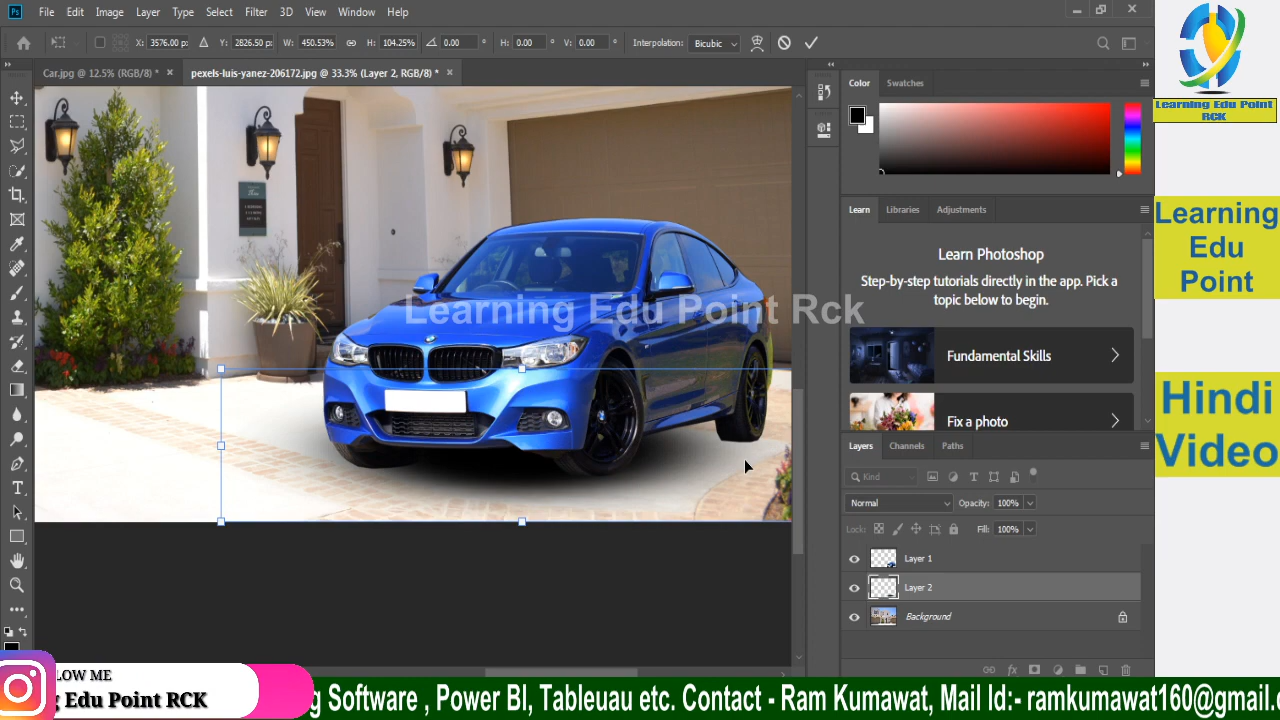 Ps File Edit Image Layer Type Select Filter 3D View Window Help
X: 3576.00 px Y: 2826.50 px W: 450.53% H: 104.25% 0.00 ° H: 0.00 ° V: 0.00 ° Interpolation: Bicubic
Car.jpg @ 12.5% (RGB/8) * × pexels-luis-yanez-206172.jpg @ 33.3% (Layer 2, RGB/8) * ×
Color Swatches
Learning Edu Point
RCK
Learn Libraries Adjustments
Learn Photoshop
Step-by-step tutorials directly in the app. Pick a
topic below to begin.
Fundamental Skills
Fix a photo
Learning
Edu
Point
Hindi
Video
Learning Edu Point Rck
Layers Channels Paths
Kind
Normal Opacity: 100%
Lock: Fill: 100%
Layer 1
Layer 2
Background
LOW ME
g Edu Point RCK
g Software , Power BI, Tableuau etc. Contact - Ram Kumawat, Mail Id:- ramkumawat160@gmail.c